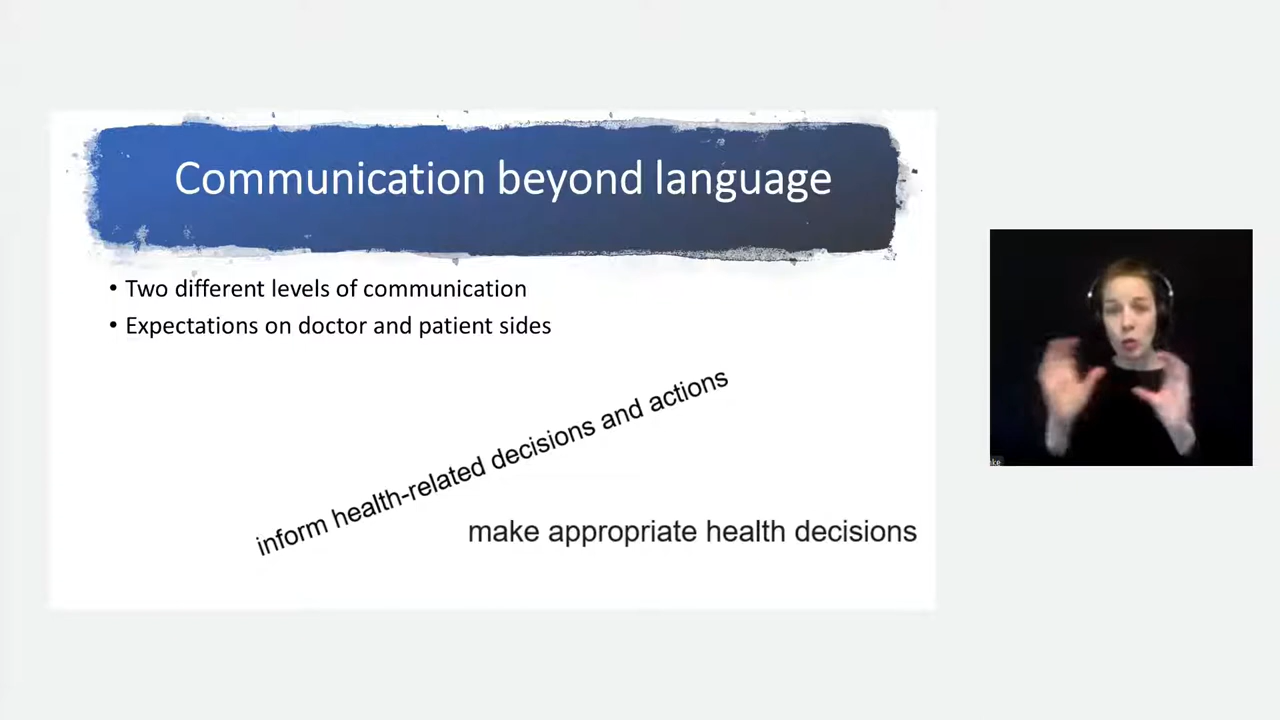 Communication beyond language
• Two different levels of communication
• Expectations on doctor and patient sides
inform health-related decisions and actions
make appropriate health decisions